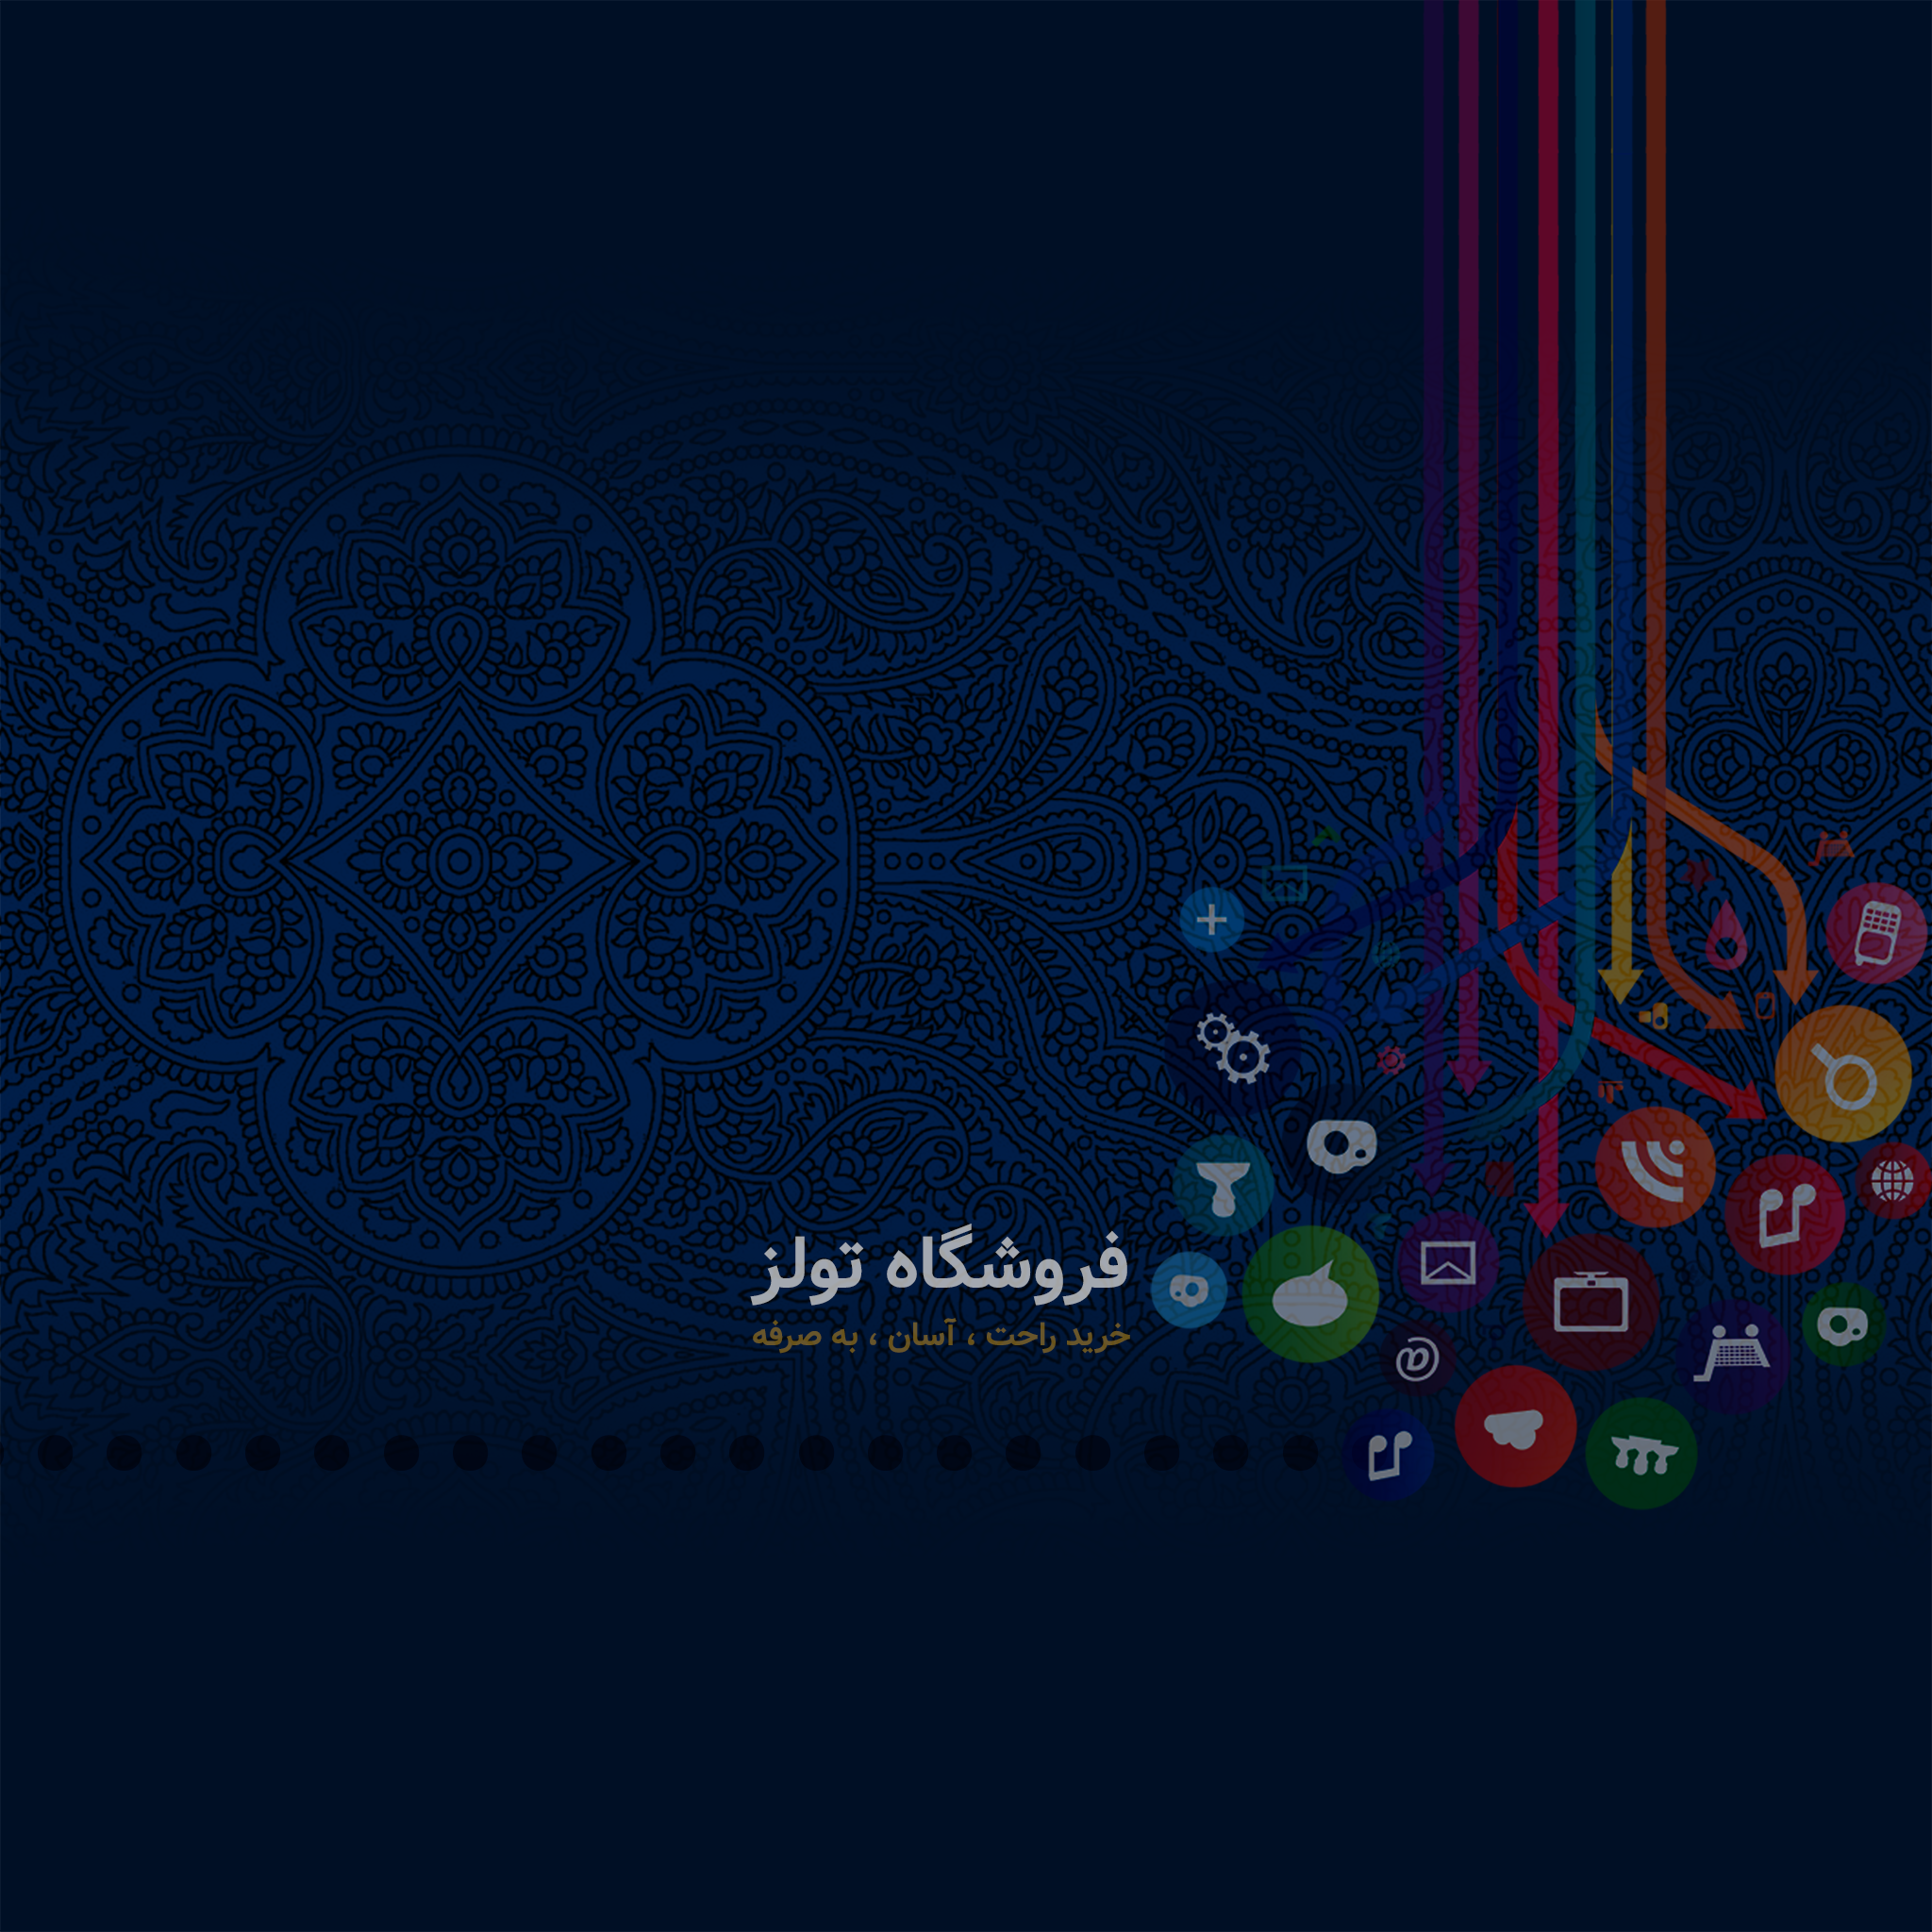 فروشگاه تولز
خرید راحت ، آسان ، به صرفه